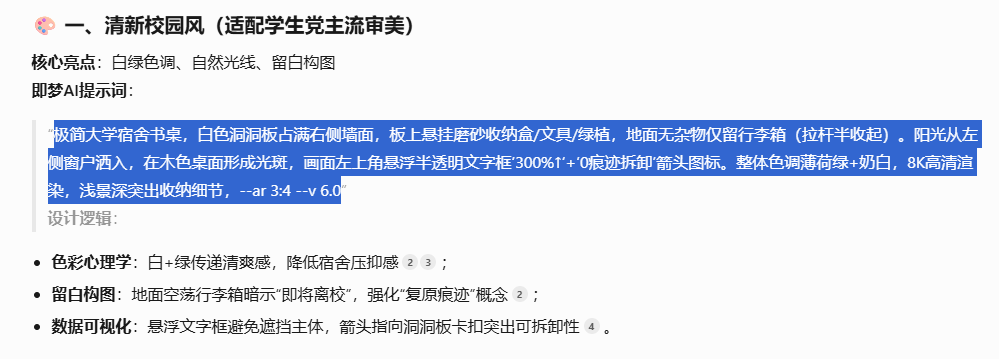 🎨 一、清新校园风（适配学生党主流审美）
核心亮点：白绿色调、自然光线、留白构图
即梦AI提示词：
“极简大学宿舍书桌，白色洞洞板占满右侧墙面，板上悬挂磨砂收纳盒/文具/绿植，地面无杂物仅留行李箱（拉杆半收起）。阳光从左
侧窗户洒入，在木色桌面形成光斑，画面左上角悬浮半透明文字框‘300%↑’+‘0痕迹拆卸’箭头图标。整体色调薄荷绿+奶白，8K高清渲
染，浅景深突出收纳细节，--ar 3:4 --v 6.0”
设计逻辑：
• 色彩心理学：白+绿传递清爽感，降低宿舍压抑感 2 3 ；
• 留白构图：地面空荡行李箱暗示“即将离校”，强化“复原痕迹”概念 2 ；
• 数据可视化：悬浮文字框避免遮挡主体，箭头指向洞洞板卡扣突出可拆卸性 4 。